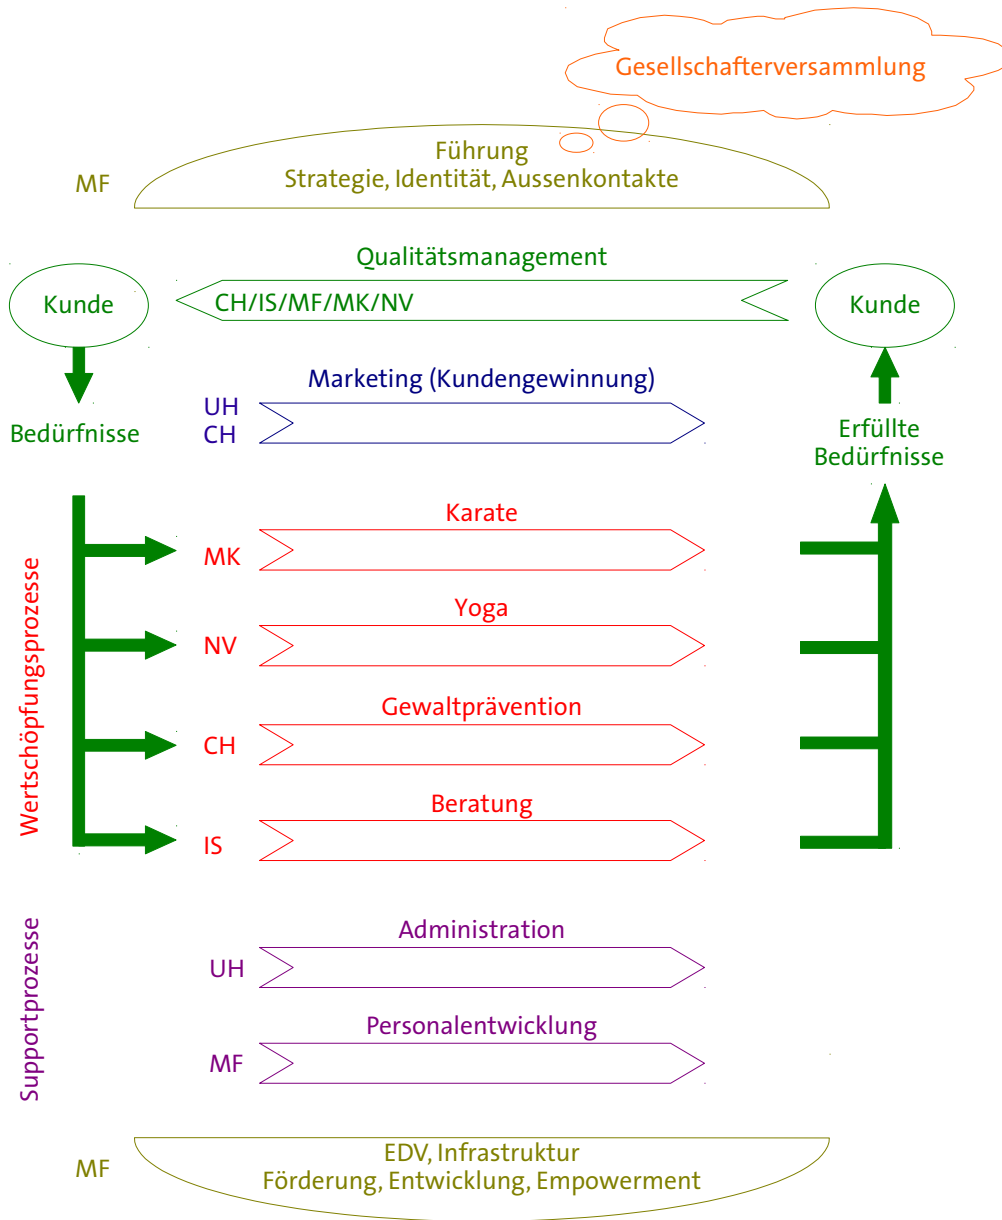 Gesellschafterversammlung
Führung
MF
Strategie, Identität, Aussenkontakte
Qualitätsmanagement
Kunde
CH/IS/MF/MK/NV
Kunde
Marketing (Kundengewinnung)
UH
CH
Bedürfnisse
Erfüllte
Bedürfnisse
Wertschöpfungsprozesse
Karate
MK
Yoga
NV
Gewaltprävention
CH
Beratung
IS
Supportprozesse
Administration
UH
Personalentwicklung
MF
MF
EDV, Infrastruktur
Förderung, Entwicklung, Empowerment